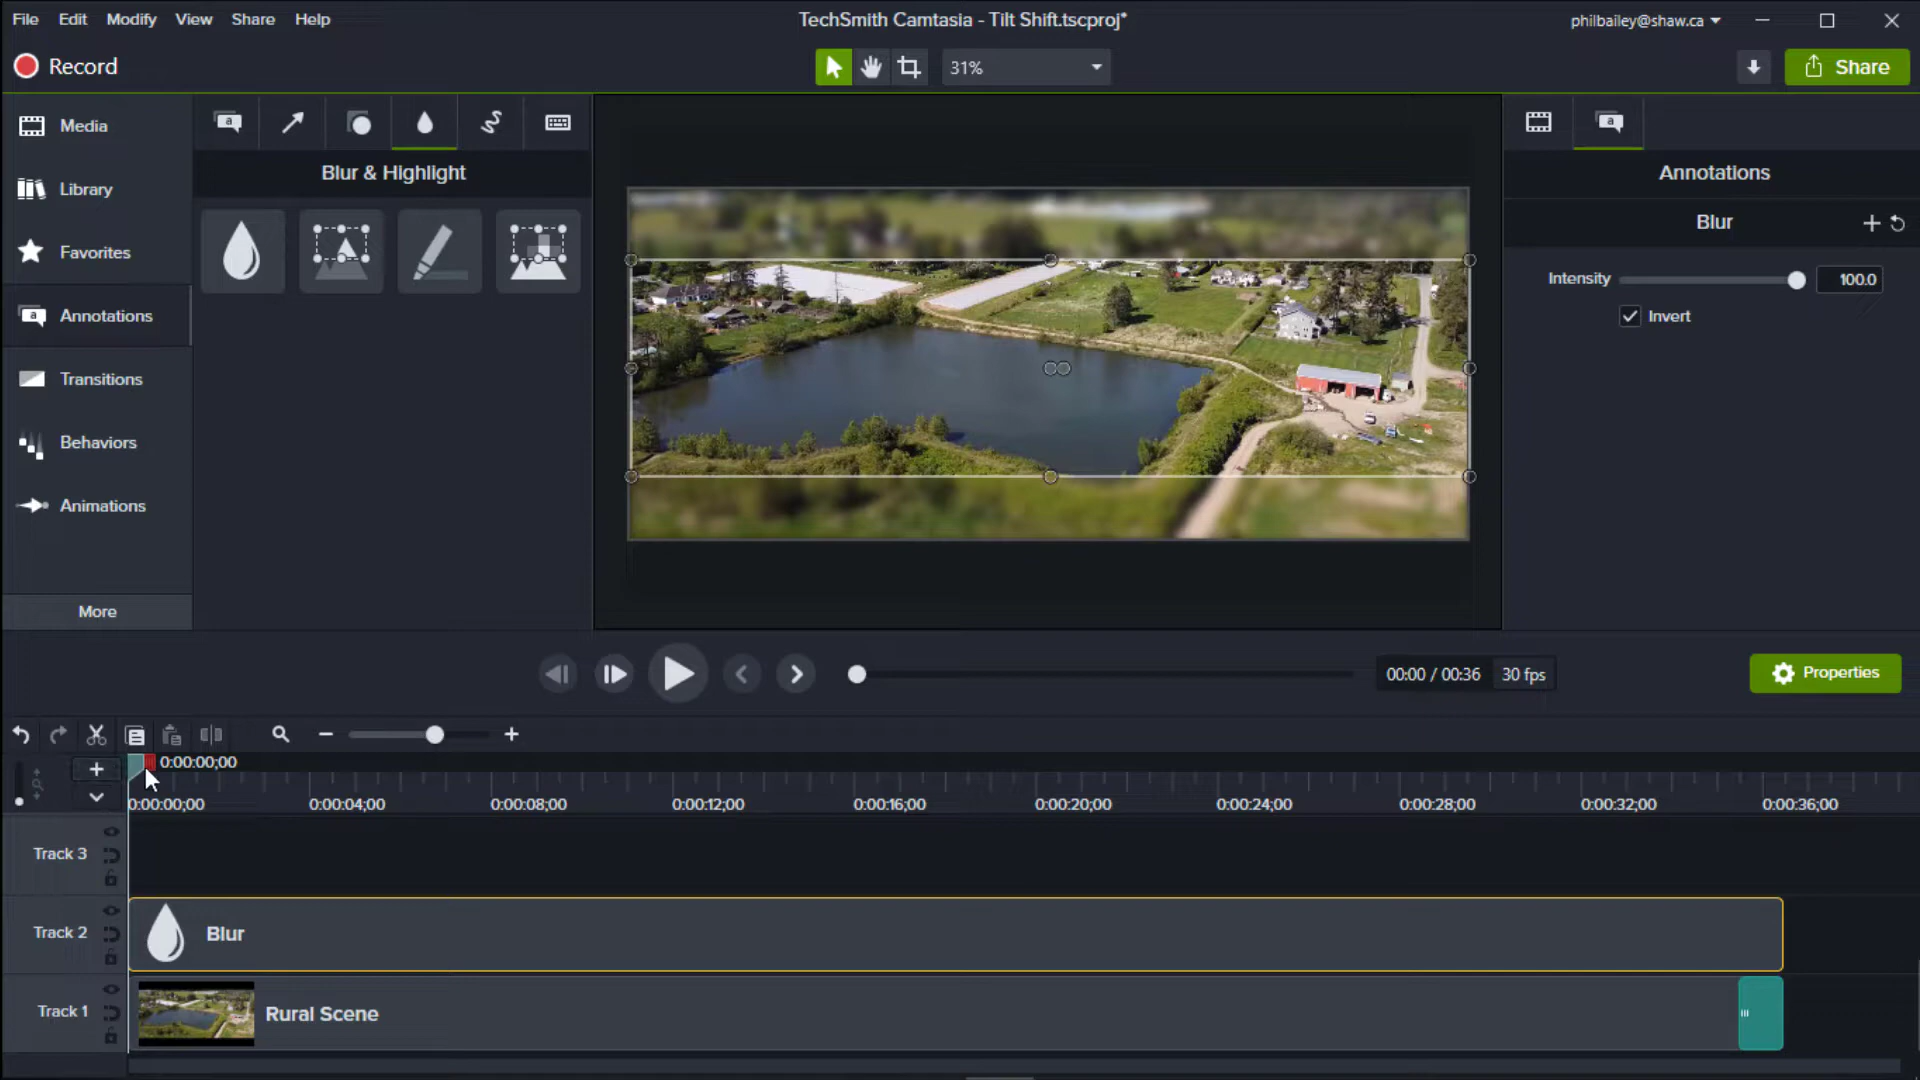 File Edit Modify View Share Help
TechSmith Camtasia - Tilt Shift.tscproj*
philbailey@shaw.ca
Record
31%
Share
Media
Library
Favorites
Annotations
Transitions
Behaviors
Animations
More
a
Blur & Highlight
a
a
Annotations
Blur
Intensity 100.0
Invert
00:00 / 00:36 30 fps
Properties
0:00:00;00
0:00:00;00 0:00:04;00 0:00:08;00 0:00:12;00 0:00:16;00 0:00:20;00 0:00:24;00 0:00:28;00 0:00:32;00 0:00:36;00
Track 3
Track 2 Blur
Track 1 Rural Scene